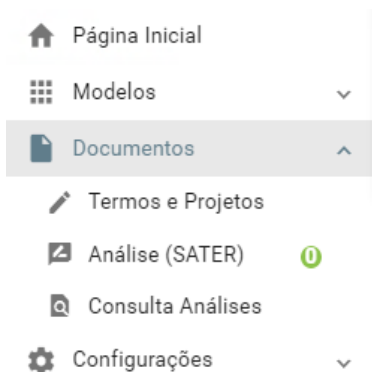 Página Inicial
Modelos
Documentos
Termos e Projetos
Análise (SATER) 0
Consulta Análises
Configurações